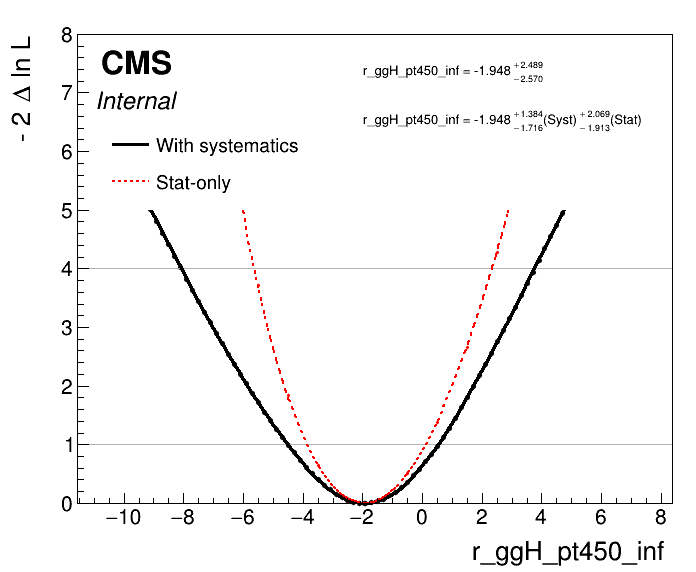 CMS
Internal
With systematics
Stat-only
r_ggH_pt450_inf = -1.948 +2.489 −2.570
r_ggH_pt450_inf = -1.948 +1.384 −1.716 (Syst) +2.069 −1.913 (Stat)
- 2 Δ ln L
8
7
6
5
4
3
2
1
0
−10 −8 −6 −4 −2 0 2 4 6 8
r_ggH_pt450_inf